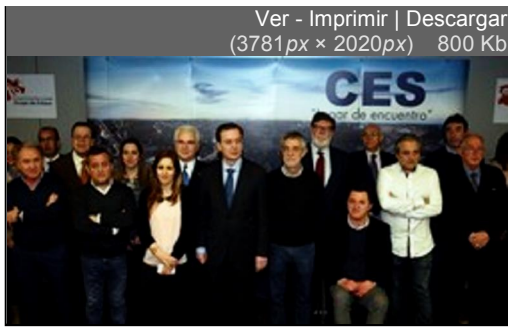 Ver - Imprimir | Descargar
(3781px × 2020px) 800 Kb
CES
"lugar de encuentro"